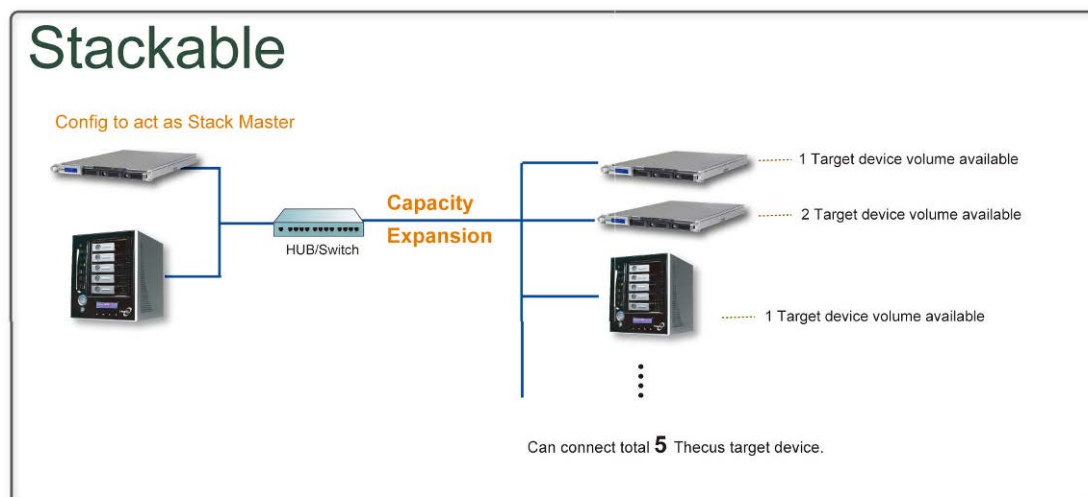 Stackable
Config to act as Stack Master
1 Target device volume available
Capacity
Expansion
2 Target device volume available
HUB/Switch
1 Target device volume available
Can connect total 5 Thecus target device.